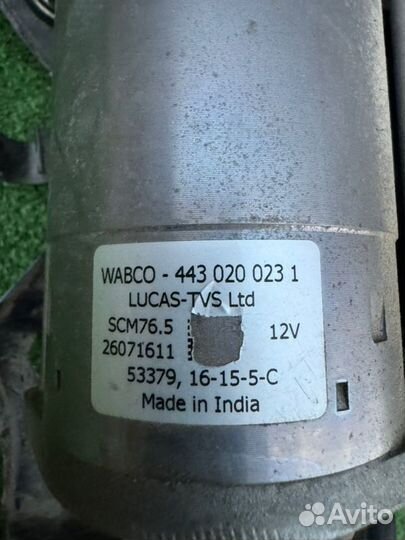 WABCO - 443 020 023 1
LUCAS-TVS Ltd
SCM76.5 12V
26071611
53379, 16-15-5-C
Made in India
Avito